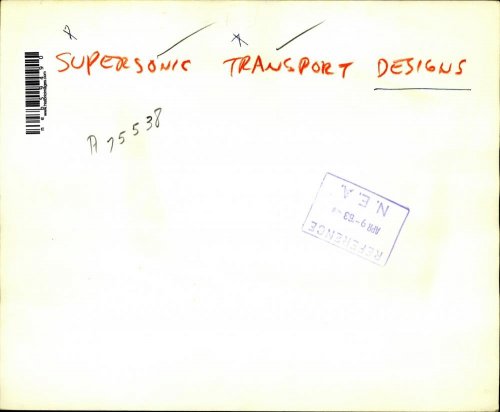 SUPERSONIC TRANSPORT DESIGNS
A 75538
REFERENCE
APR 9-'63
N. E. A.